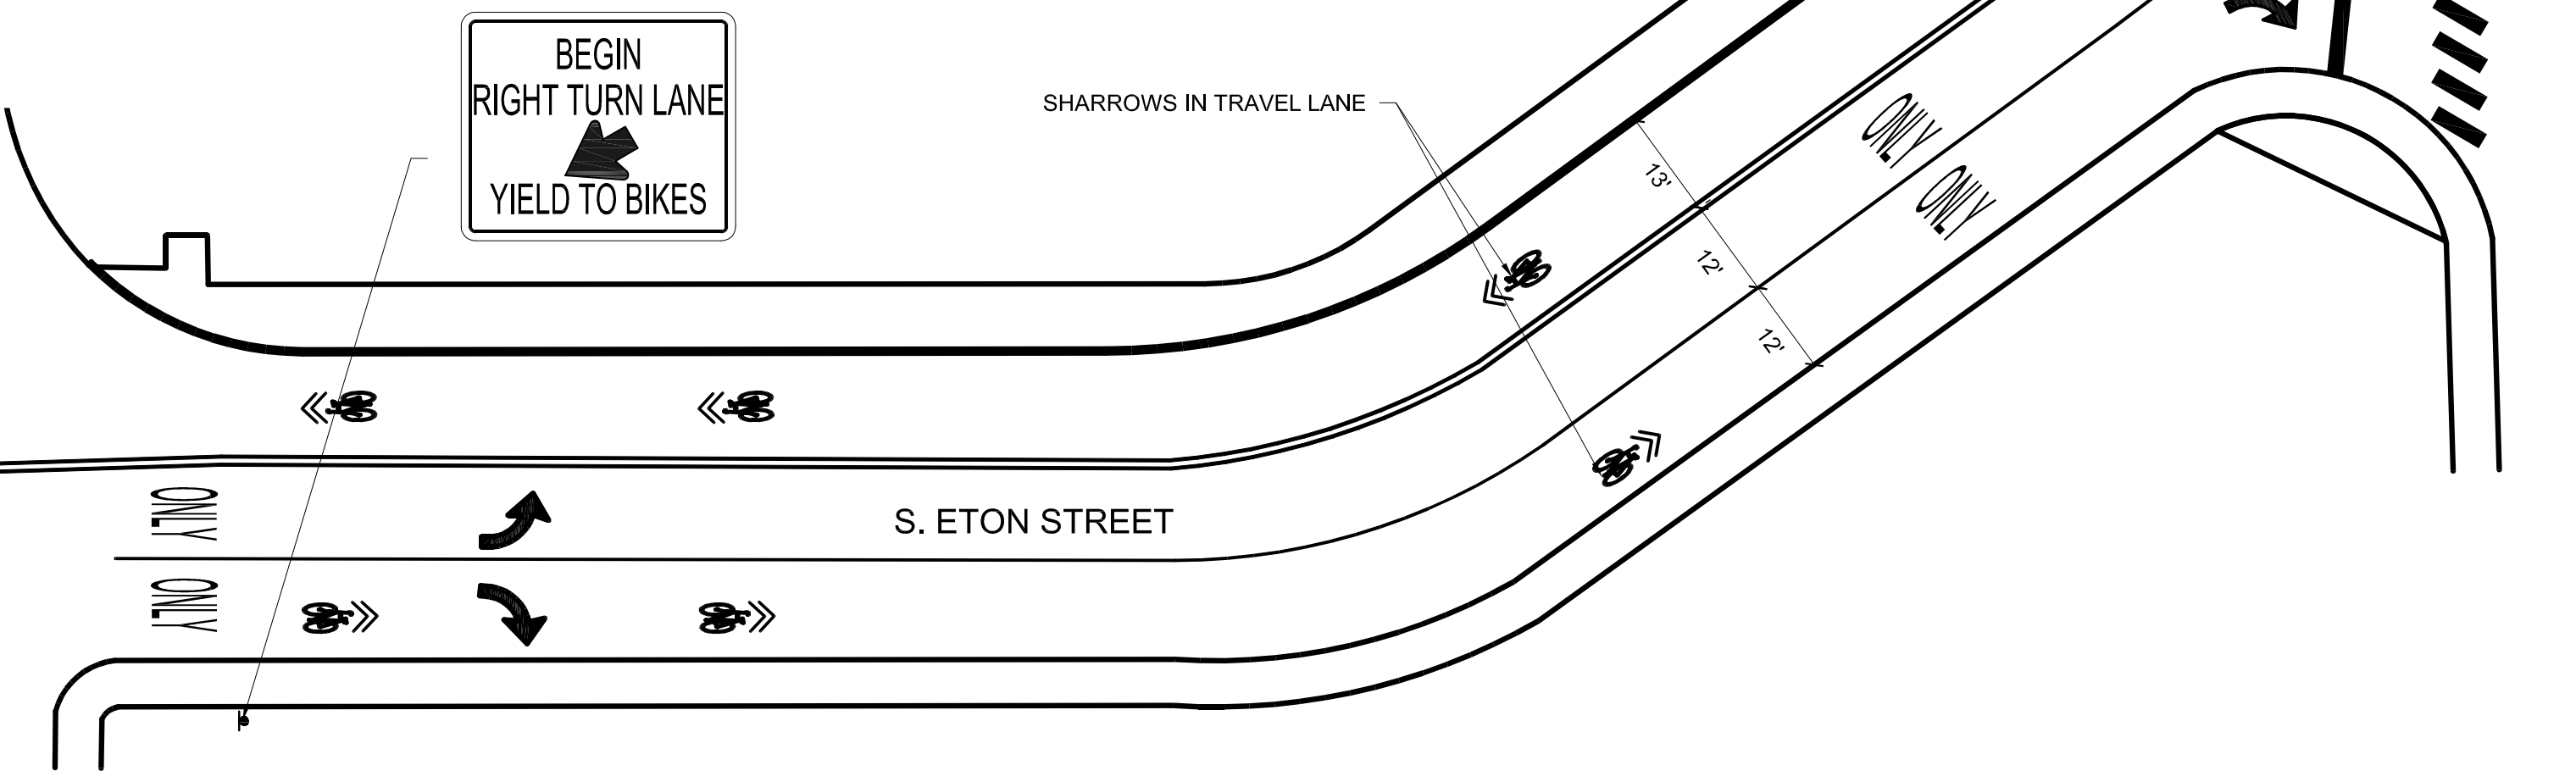 BEGIN
RIGHT TURN LANE
YIELD TO BIKES
SHARROWS IN TRAVEL LANE
ONLY
ONLY
13'
12'
12'
ONLY
S. ETON STREET
ONLY